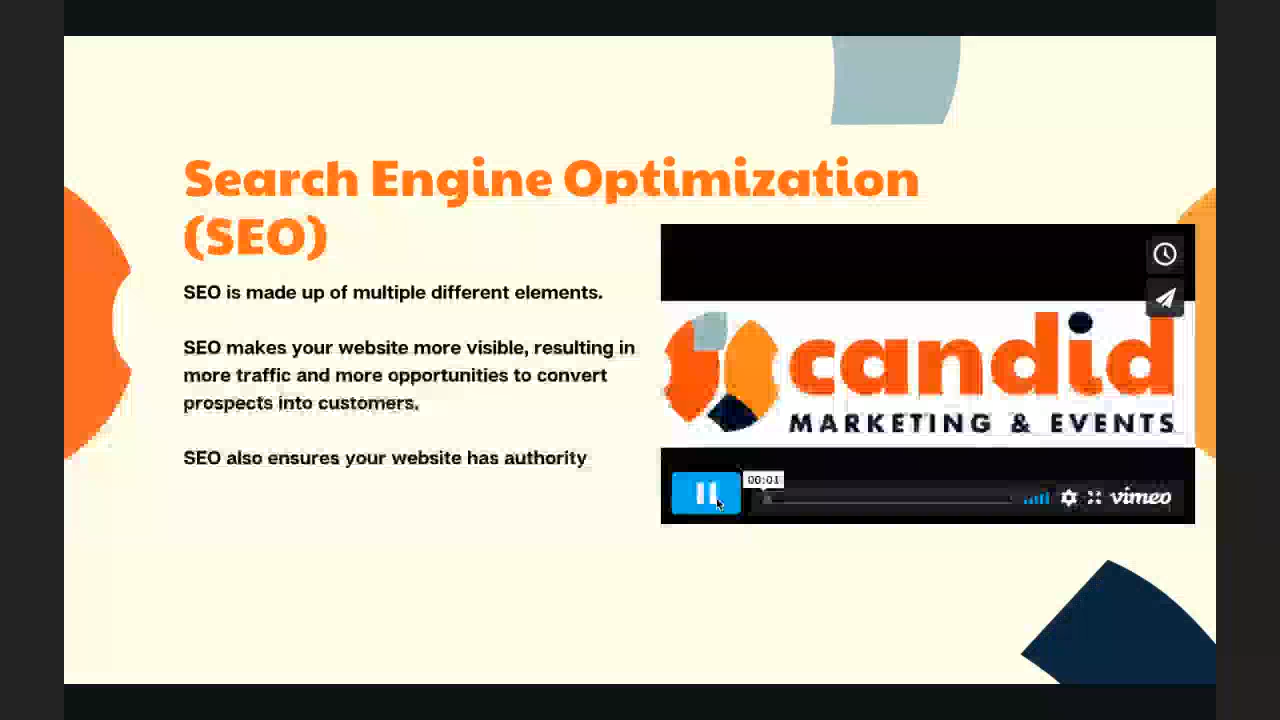 Search Engine Optimization
(SEO)
SEO is made up of multiple different elements.
SEO makes your website more visible, resulting in
more traffic and more opportunities to convert
prospects into customers.
SEO also ensures your website has authority
candid
MARKETING & EVENTS
00:01
vimeo